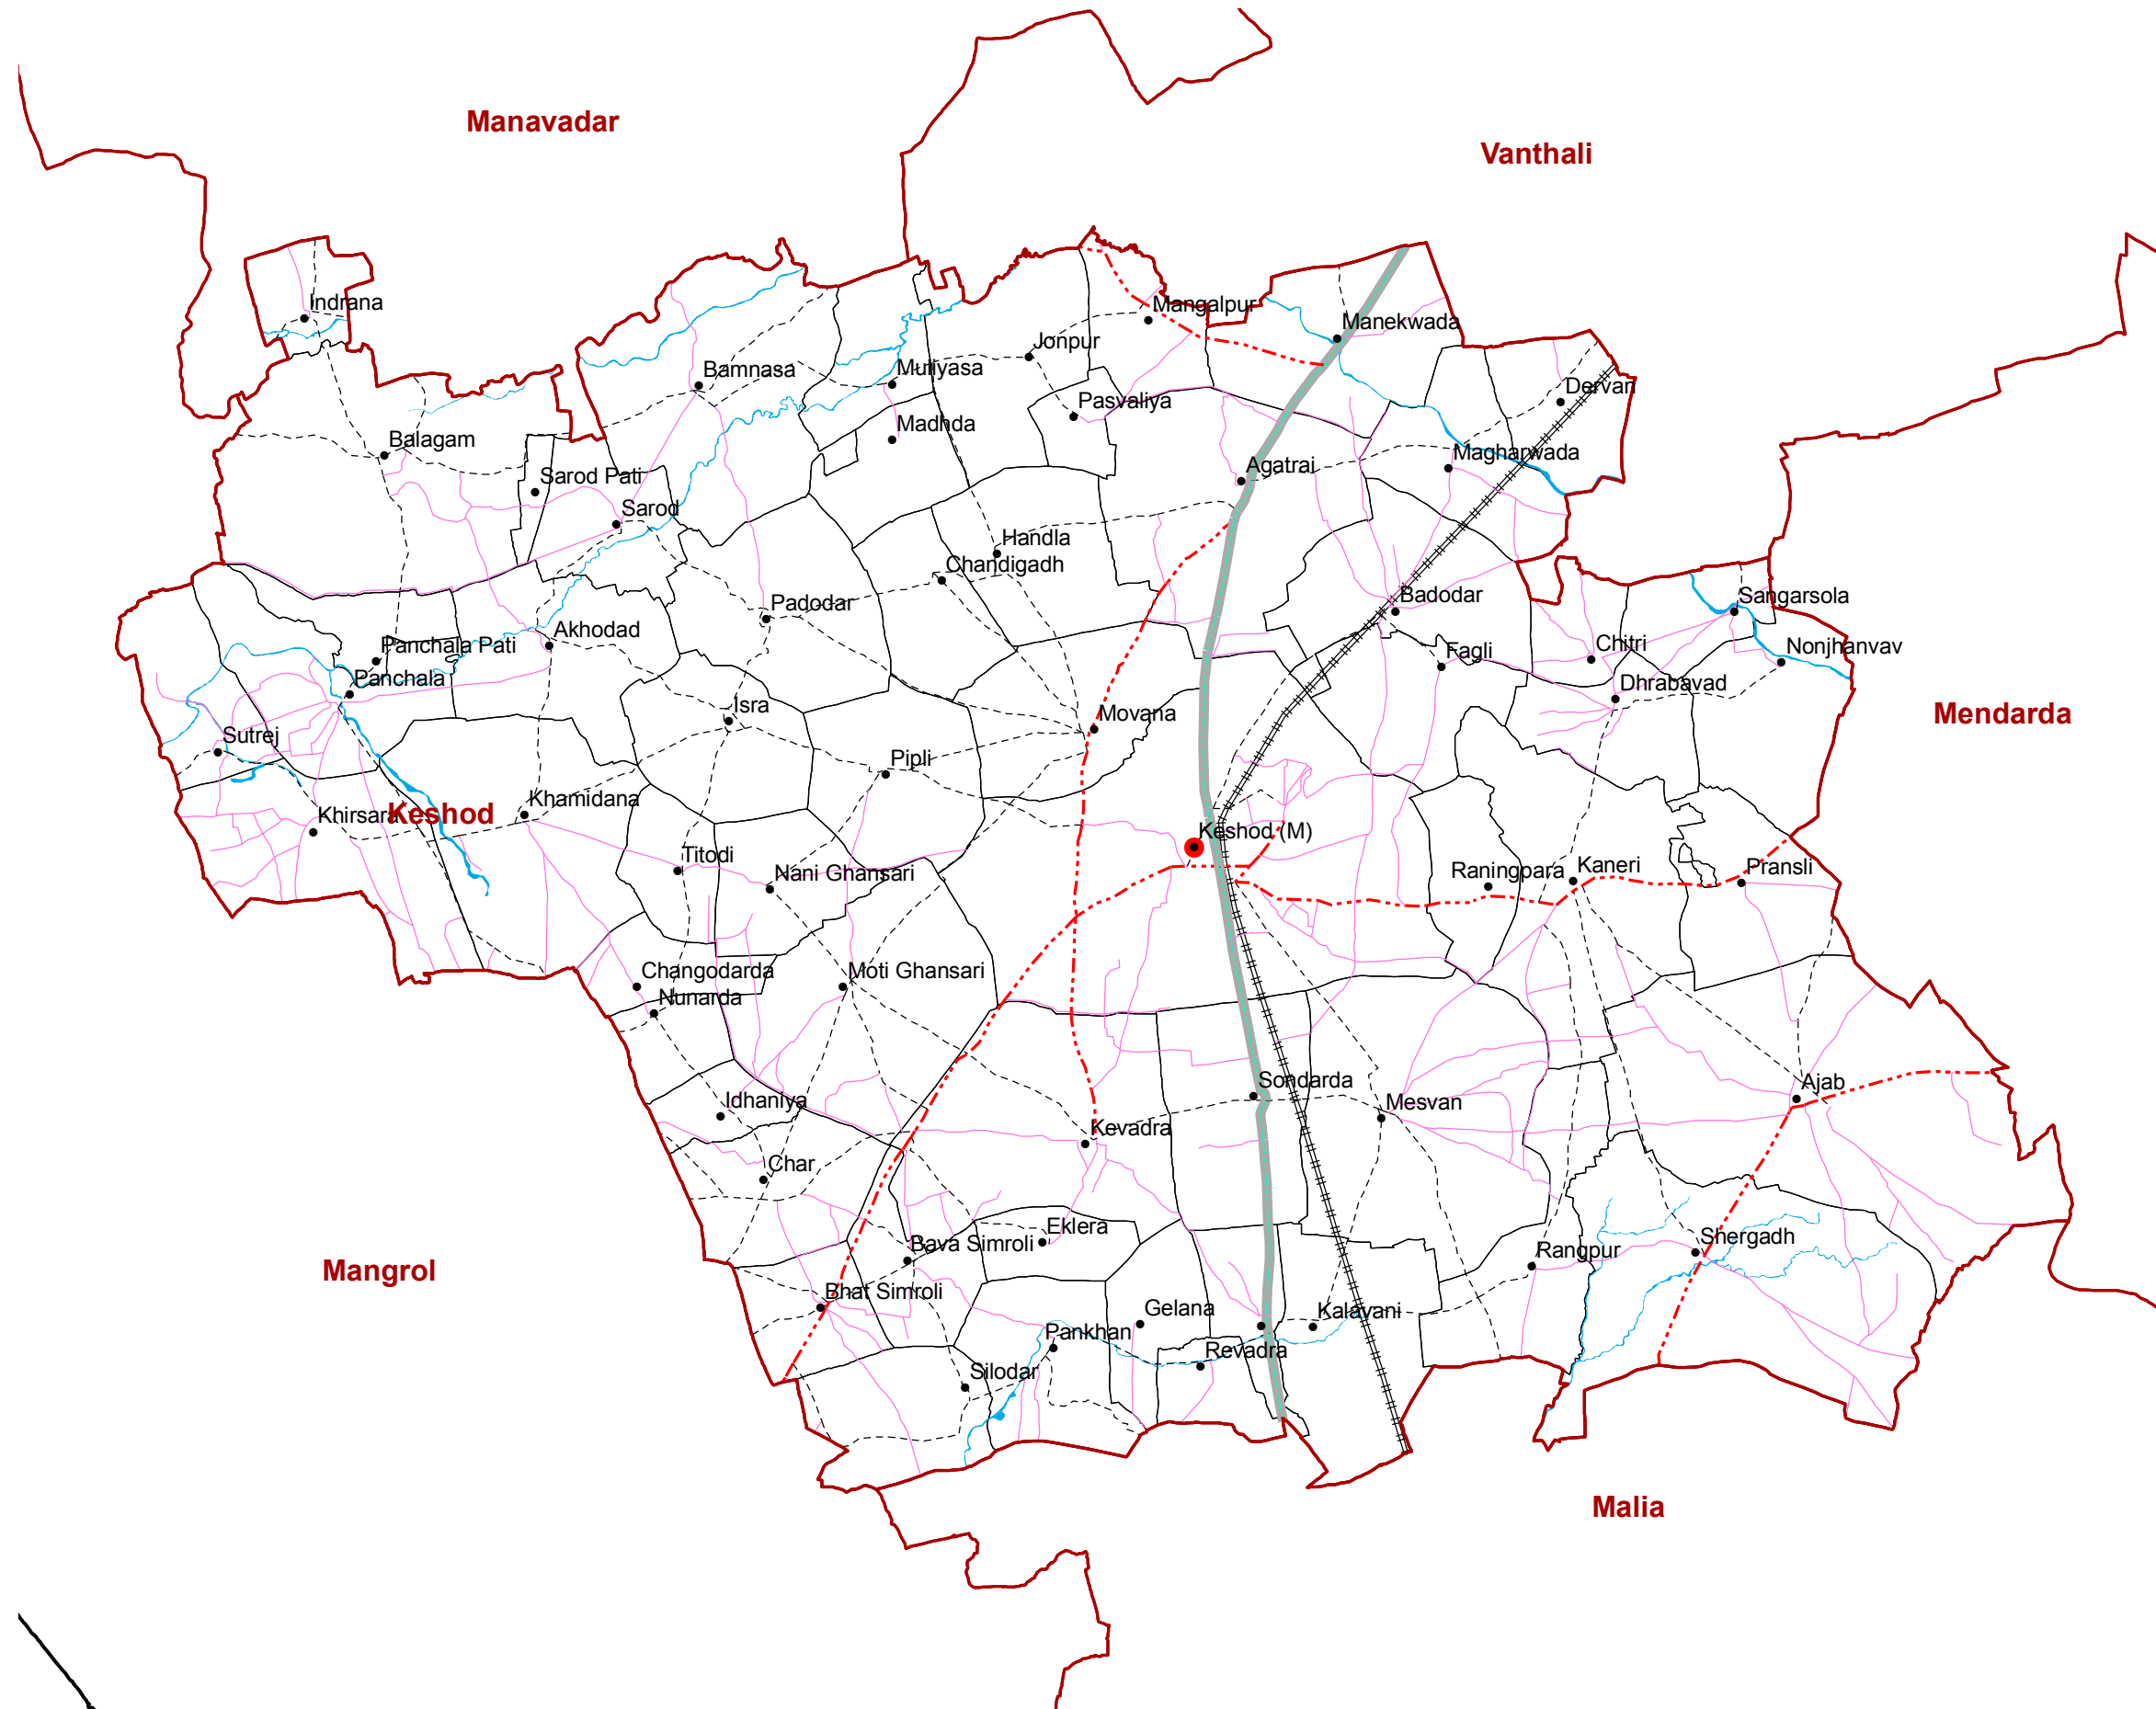 Manavadar
Vanthali
Indrana
Mangalpur
Manekwada
Jonpur
Bamnasa
Muliyasa
Dervan
Pasvaliya
Madhda
Balagam
Magharwada
Agatrai
Sarod Pati
Sarod
Handla
Chandigadh
Badodar
Sangarsola
Padodar
Akhodad
Panchala Pati
Chitri
Nonjhanvav
Fagli
Panchala
Dhrabavad
Isra
Movana
Mendarda
Sutrej
Pipli
Khamidana
Khirsara
Keshod
Keshod (M)
Titodi
Nani Ghansari
Raningpara
Kaneri
Pransli
Changodarda
Moti Ghansari
Nunarda
Sondarda
Ajab
Idhaniya
Mesvan
Kevadra
Char
Eklera
Bava Simroli
Shergadh
Rangpur
Mangrol
Bhat Simroli
Gelana
Kalavani
Pankhan
Revadra
Silodar
Malia